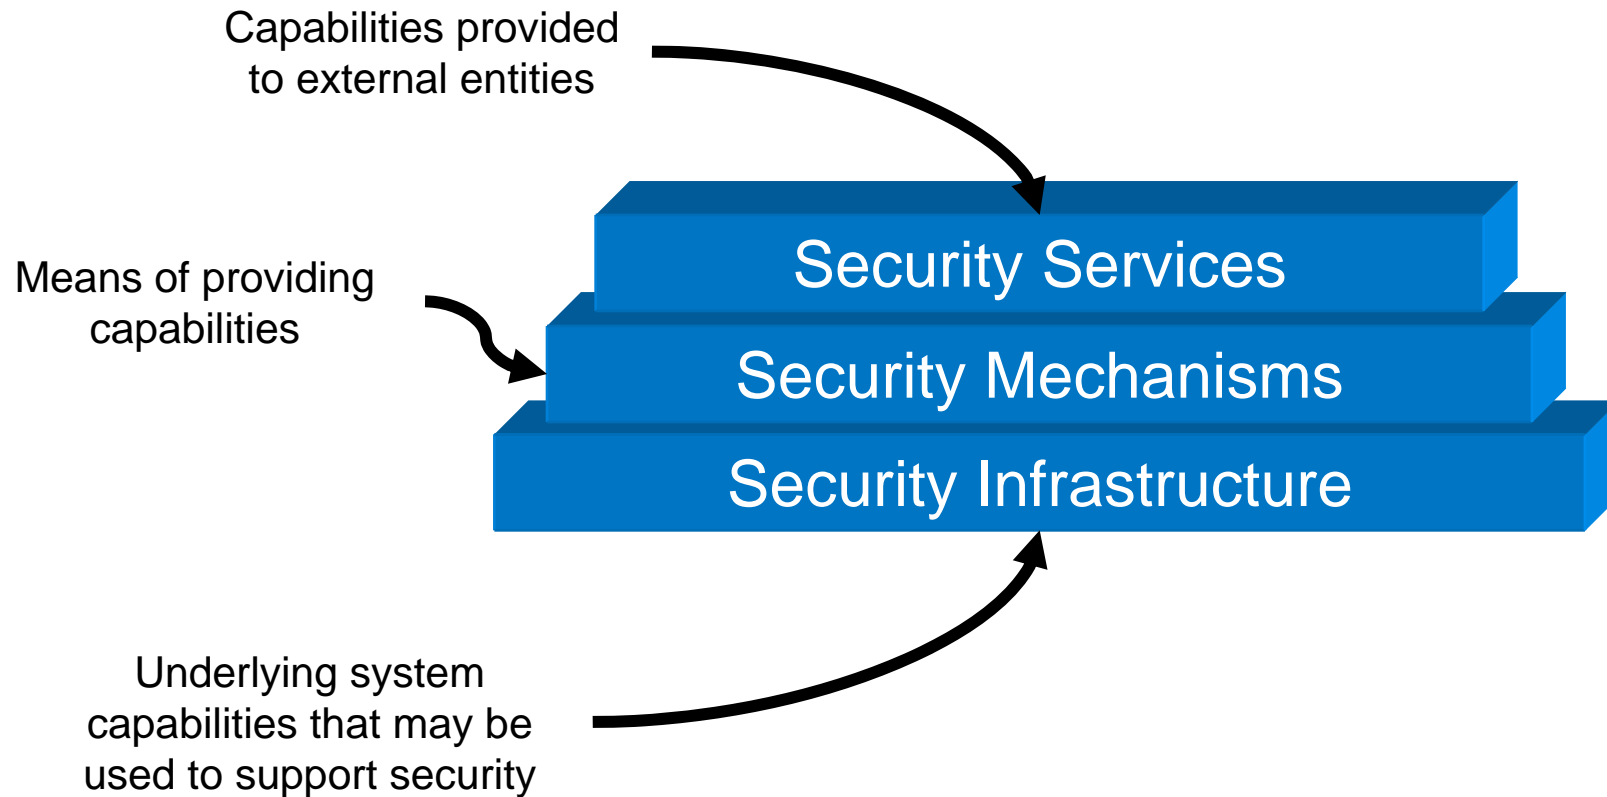 Capabilities provided
to external entities
Security Services
Means of providing
capabilities
Security Mechanisms
Security Infrastructure
Underlying system
capabilities that may be
used to support security